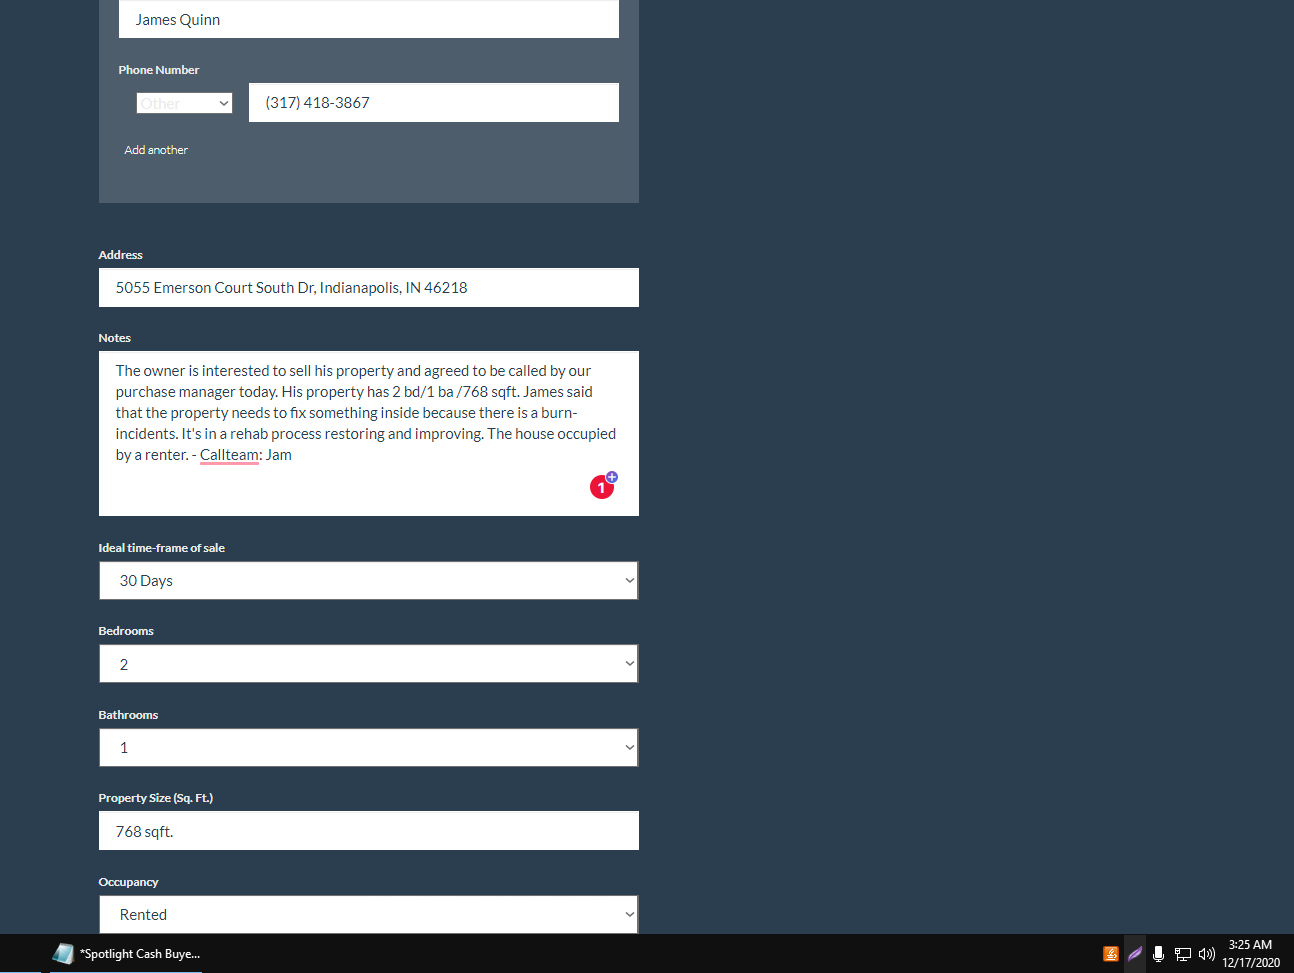 James Quinn
Phone Number
Other
(317) 418-3867
Add another
Address
5055 Emerson Court South Dr, Indianapolis, IN 46218
Notes
The owner is interested to sell his property and agreed to be called by our
purchase manager today. His property has 2 bd/1 ba /768 sqft. James said
that the property needs to fix something inside because there is a burn-
incidents. It's in a rehab process restoring and improving. The house occupied
by a renter. - Callteam: Jam
1
Ideal time-frame of sale
30 Days
Bedrooms
2
Bathrooms
1
Property Size (Sq. Ft.)
768 sqft.
Occupancy
Rented
*Spotlight Cash Buye...
3:25 AM
12/17/2020